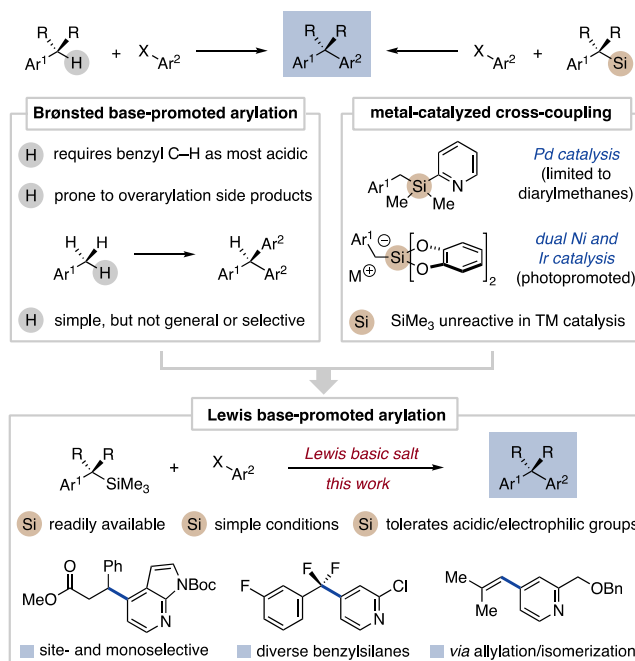 R R
Ar1 H + X Ar2
R R
Ar1 Ar2
X Ar2 + R R
Ar1 Si
Brønsted base-promoted arylation
H requires benzyl C–H as most acidic
H prone to overarylation side products
H H
Ar1 H
H Ar2
Ar1 Ar2
H simple, but not general or selective
metal-catalyzed cross-coupling
Ar1 Si N
Me Me
Pd catalysis
(limited to
diarylmethanes)
Ar1 ⊖
Si O O 2
M⊕
dual Ni and
Ir catalysis
(photopromoted)
Si SiMe3 unreactive in TM catalysis
Lewis base-promoted arylation
R R
Ar1 SiMe3 + X Ar2
Lewis basic salt
this work
R R
Ar1 Ar2
Si readily available
Si simple conditions
Si tolerates acidic/electrophilic groups
Ph
O
MeO
NBoc
N
F F
F Cl
N
Me
Me
OBn
N
site- and monoselective
diverse benzylsilanes
via allylation/isomerization